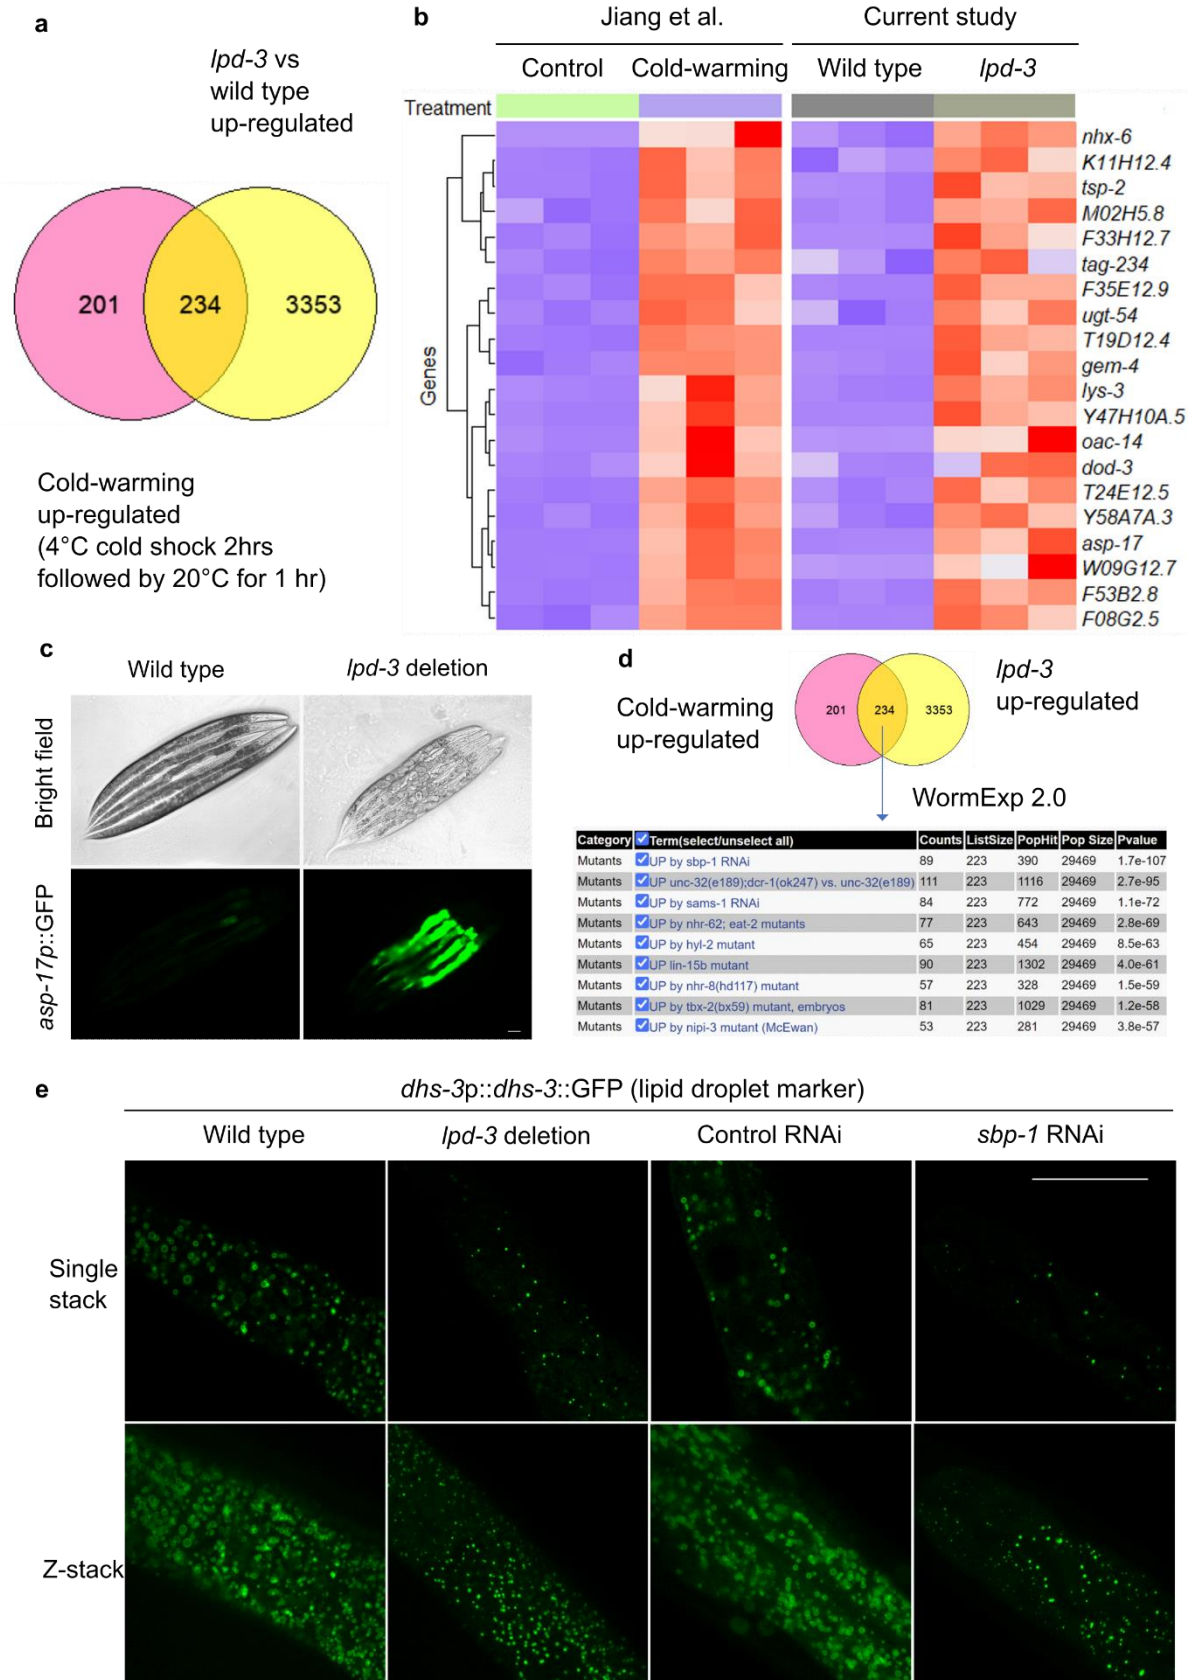 a
lpd-3 vs
wild type
up-regulated
201
234
3353
Cold-warming
up-regulated
(4°C cold shock 2hrs
followed by 20°C for 1 hr)
b
Jiang et al.
Current study
Control
Cold-warming
Wild type
lpd-3
Treatment
Genes
nhx-6
K11H12.4
tsp-2
M02H5.8
F33H12.7
tag-234
F35E12.9
ugt-54
T19D12.4
gem-4
lys-3
Y47H10A.5
oac-14
dod-3
T24E12.5
Y58A7A.3
asp-17
W09G12.7
F53B2.8
F08G2.5
c
Wild type
lpd-3 deletion
Bright field
asp-17p::GFP
d
Cold-warming
up-regulated
201
234
3353
lpd-3
up-regulated
WormExp 2.0
Category Term(select/unselect all) Counts ListSize PopHit Pop Size Pvalue
Mutants UP by sbp-1 RNAi 89 223 390 29469 1.7e-107
Mutants UP unc-32(e189);dcr-1(ok247) vs. unc-32(e189) 111 223 1116 29469 2.7e-95
Mutants UP by sams-1 RNAi 84 223 772 29469 1.1e-72
Mutants UP by nhr-62; eat-2 mutants 77 223 643 29469 2.8e-69
Mutants UP by hyl-2 mutant 65 223 454 29469 8.5e-63
Mutants UP lin-15b mutant 90 223 1302 29469 4.0e-61
Mutants UP by nhr-8(hd117) mutant 57 223 328 29469 1.5e-59
Mutants UP by tbx-2(bx59) mutant, embryos 81 223 1029 29469 1.2e-58
Mutants UP by nipi-3 mutant (McEwan) 53 223 281 29469 3.8e-57
e
dhs-3p::dhs-3::GFP (lipid droplet marker)
Wild type
lpd-3 deletion
Control RNAi
sbp-1 RNAi
Single
stack
Z-stack